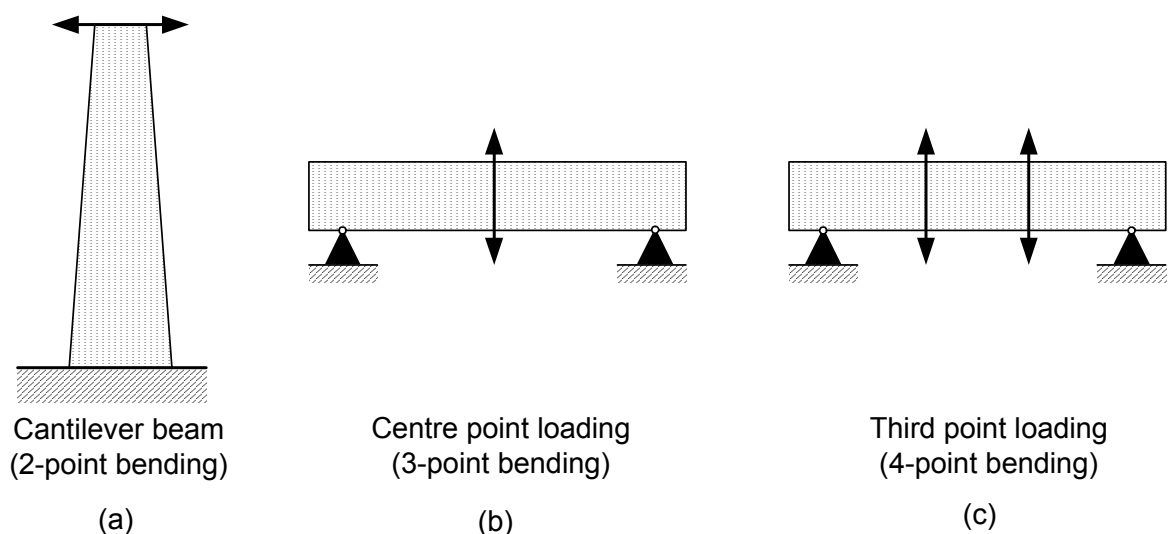 Cantilever beam
(2-point bending)
(a)
Centre point loading
(3-point bending)
(b)
Third point loading
(4-point bending)
(c)